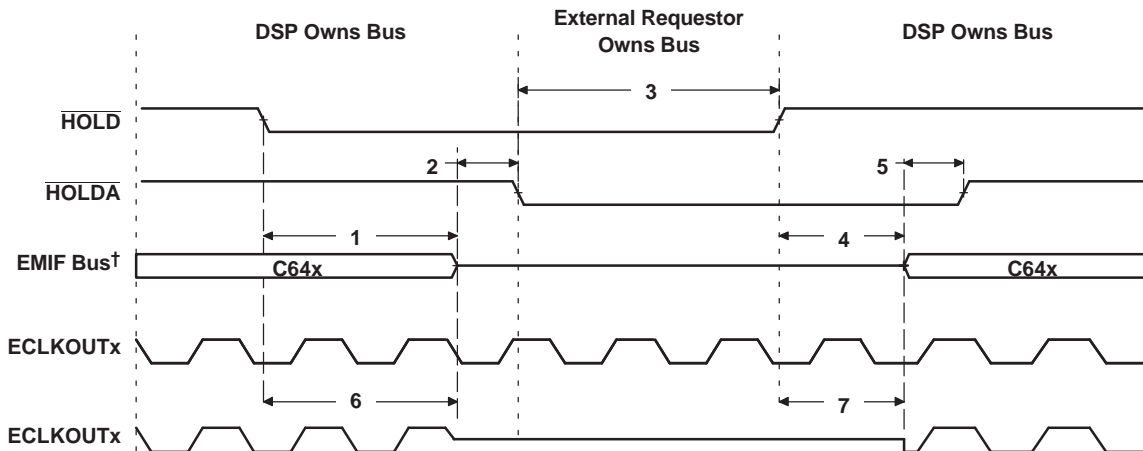 External Requestor
DSP Owns Bus
Owns Bus
DSP Owns Bus
3
HOLD
2
5
HOLDA
1
4
EMIF Bus†
C64x
C64x
ECLKOUTx
6
7
ECLKOUTx